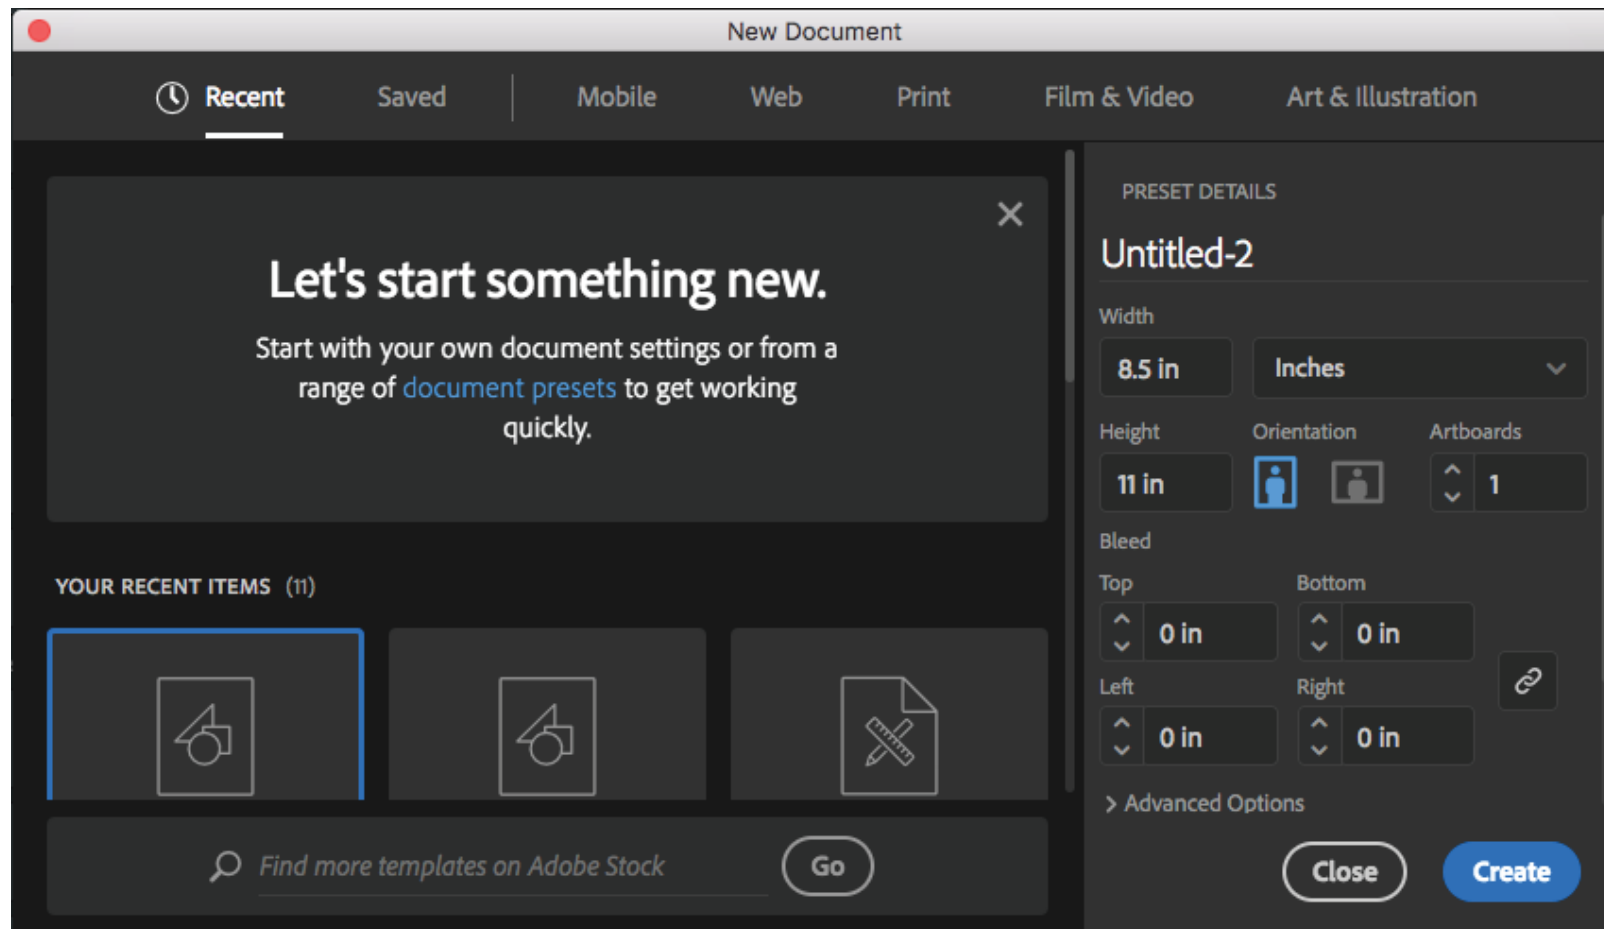 New Document
Recent Saved Mobile Web Print Film & Video Art & Illustration
Let's start something new.
Start with your own document settings or from a
range of document presets to get working
quickly.
YOUR RECENT ITEMS (11)
Find more templates on Adobe Stock Go
PRESET DETAILS
Untitled-2
Width
8.5 in Inches
Height Orientation Artboards
11 in 1
Bleed
Top Bottom
0 in 0 in
Left Right
0 in 0 in
> Advanced Options
Close Create